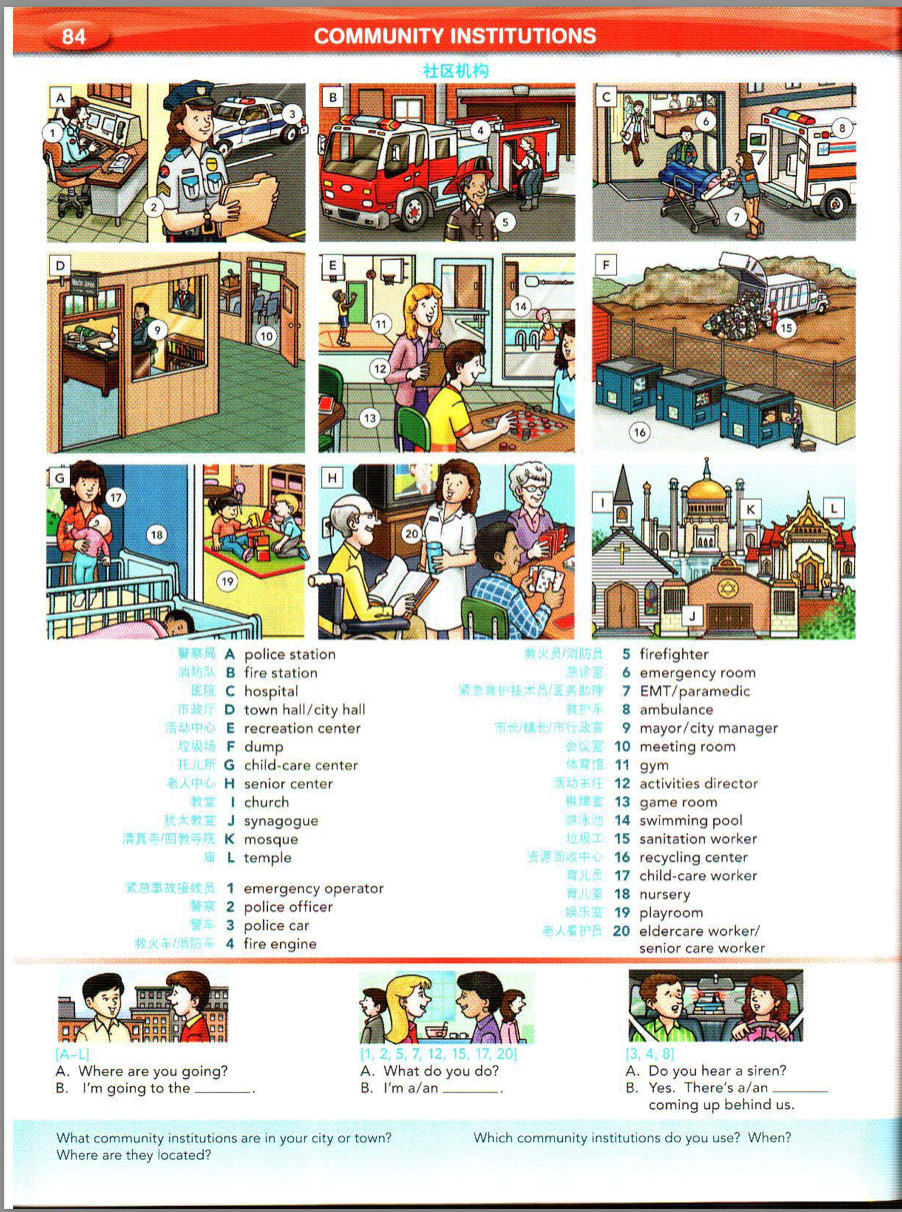 84
COMMUNITY INSTITUTIONS
社区机构
A
1
2
3
B
4
5
C
6
7
8
D
9
10
E
11
12
13
14
F
15
16
G
17
18
19
H
20
I
J
K
L
警察局 A police station
消防队 B fire station
医院 C hospital
市政厅 D town hall/city hall
活动中心 E recreation center
垃圾场 F dump
托儿所 G child-care center
老人中心 H senior center
教堂 I church
犹太教堂 J synagogue
清真寺/回教寺院 K mosque
庙 L temple
紧急事故接线员 1 emergency operator
警察 2 police officer
警车 3 police car
救火车/消防车 4 fire engine
救火员/消防员 5 firefighter
急诊室 6 emergency room
紧急救护技术员/医务助理 7 EMT/paramedic
救护车 8 ambulance
市长/镇长/市行政官 9 mayor/city manager
会议室 10 meeting room
体育馆 11 gym
活动主任 12 activities director
棋牌室 13 game room
游泳池 14 swimming pool
垃圾工 15 sanitation worker
资源回收中心 16 recycling center
育儿员 17 child-care worker
育儿室 18 nursery
娱乐室 19 playroom
老人看护员 20 eldercare worker/
senior care worker
[A–L]
A. Where are you going?
B. I'm going to the ______.
[1, 2, 5, 7, 12, 15, 17, 20]
A. What do you do?
B. I'm a/an ______.
[3, 4, 8]
A. Do you hear a siren?
B. Yes. There's a/an ______
coming up behind us.
What community institutions are in your city or town?
Where are they located?
Which community institutions do you use? When?